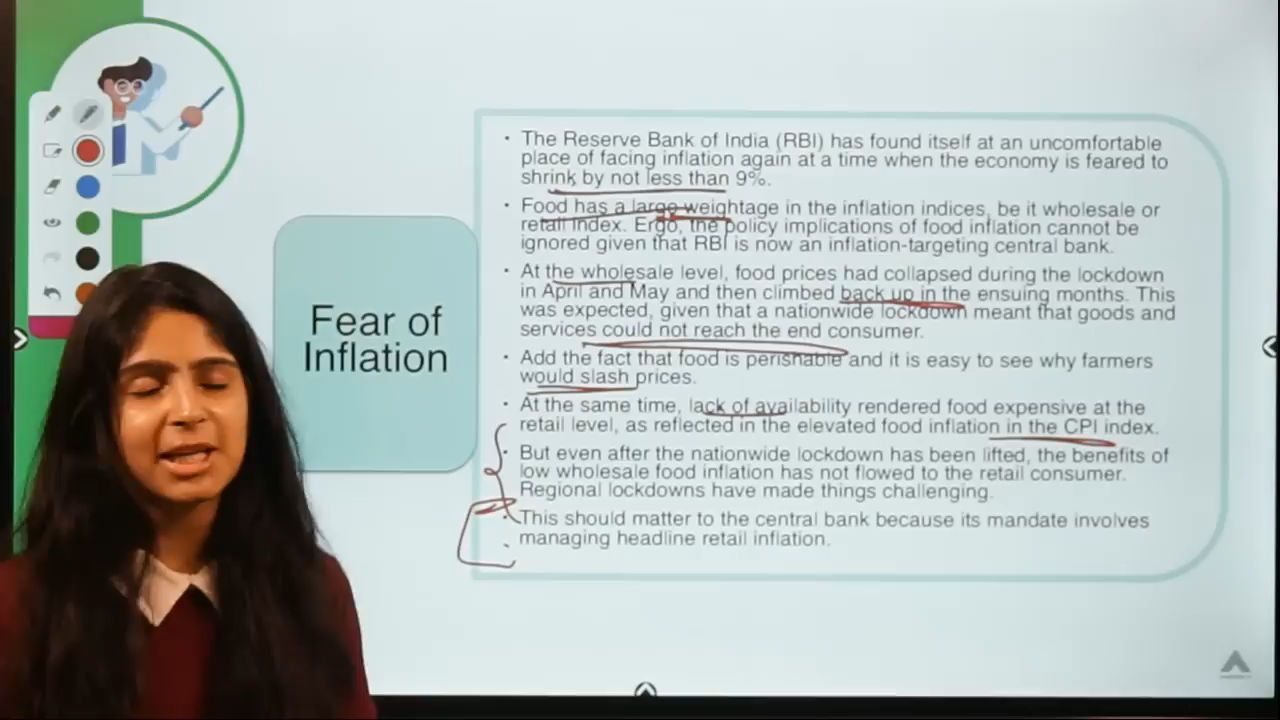 Fear of
Inflation
• The Reserve Bank of India (RBI) has found itself at an uncomfortable
place of facing inflation again at a time when the economy is feared to
shrink by not less than 9%.
• Food has a large weightage in the inflation indices, be it wholesale or
retail index. Ergo, the policy implications of food inflation cannot be
ignored given that RBI is now an inflation-targeting central bank.
• At the wholesale level, food prices had collapsed during the lockdown
in April and May and then climbed back up in the ensuing months. This
was expected, given that a nationwide lockdown meant that goods and
services could not reach the end consumer.
• Add the fact that food is perishable and it is easy to see why farmers
would slash prices.
• At the same time, lack of availability rendered food expensive at the
retail level, as reflected in the elevated food inflation in the CPI index.
• But even after the nationwide lockdown has been lifted, the benefits of
low wholesale food inflation has not flowed to the retail consumer.
Regional lockdowns have made things challenging.
• This should matter to the central bank because its mandate involves
managing headline retail inflation.